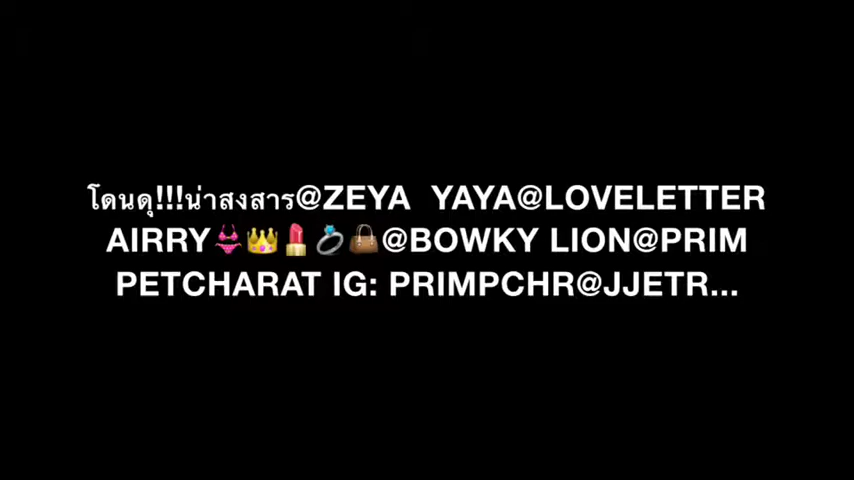 โดนดุ!!!น่าสงสาร@ZEYA  YAYA@LOVELETTER
AIRRY👙👑💄💍👜@BOWKY LION@PRIM
PETCHARAT IG: PRIMPCHR@JJETR...